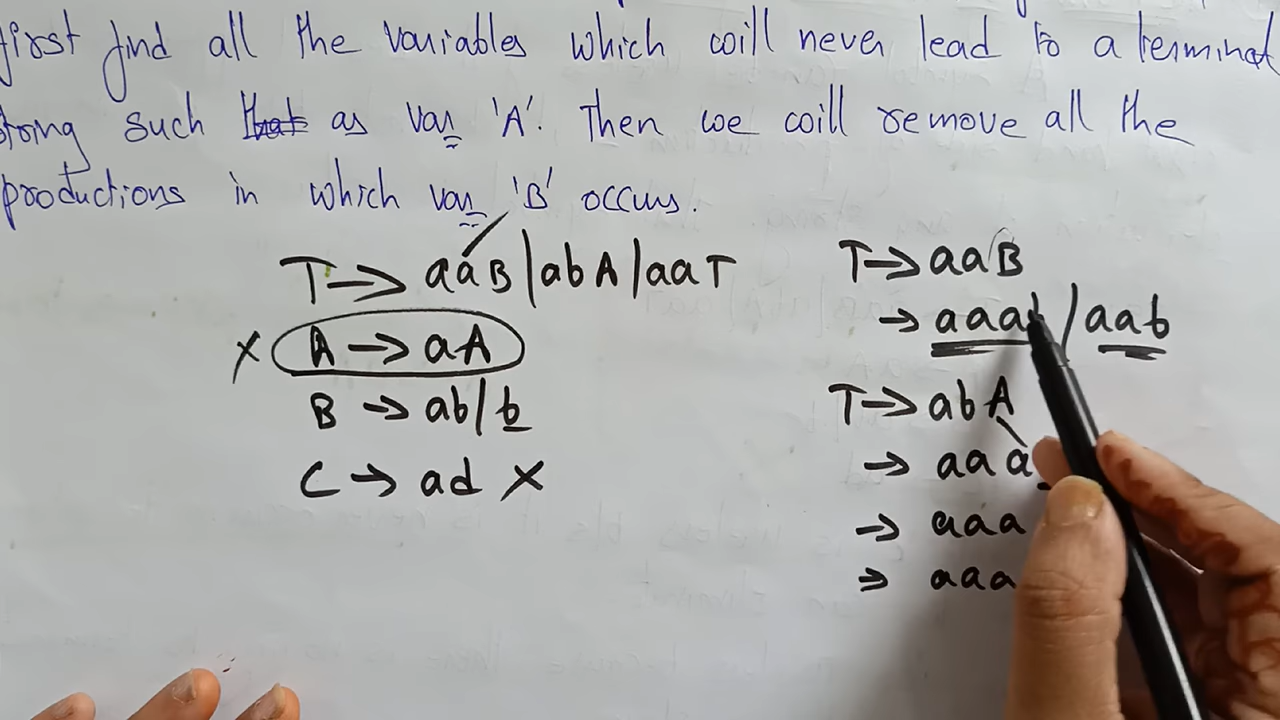 first find all the variables which will never lead to a terminal
string such that as var 'A'. Then we will remove all the
productions in which var 'B' occurs.
T → aaB | abA | aaT
X A → aA
B → ab | b
C → ad X
T → aaB
→ aaab / aab
T → abA
→ aaa
→ aaa
→ aaa